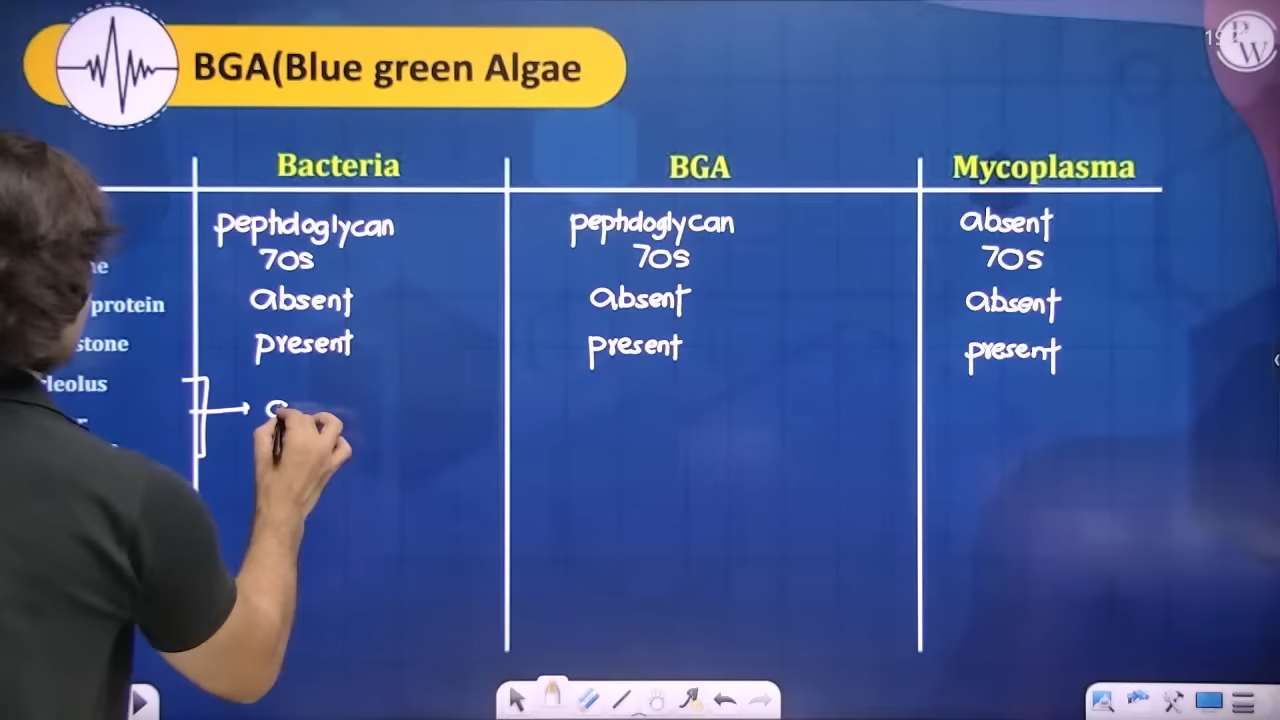 BGA(Blue green Algae
Bacteria BGA Mycoplasma
pephdoglycan pephdoglycan absent
70s 70s 70s
protein absent absent absent
stone present present present
leolus
PW